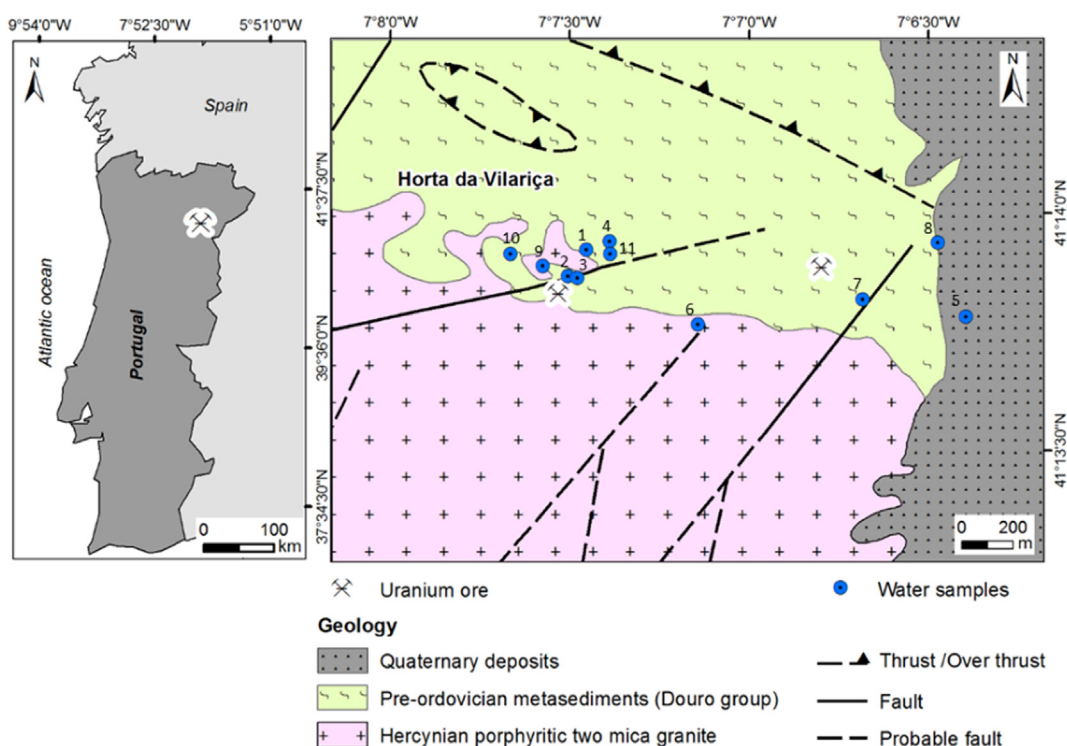 9°54'0"W 7°52'30"W 5°51'0"W
7°8'0"W 7°7'30"W 7°7'0"W 7°6'30"W
N
Spain
Atlantic ocean
Portugal
0 100
km
41°37'30"N
39°36'0"N
37°34'30"N
N
Horta da Vilariça
10
9
1
4
11
2
3
6
7
8
5
0 200
m
41°14'0"N
41°13'30"N
Uranium ore
Water samples
Geology
Quaternary deposits
Pre-ordovician metasediments (Douro group)
Hercynian porphyritic two mica granite
Thrust /Over thrust
Fault
Probable fault